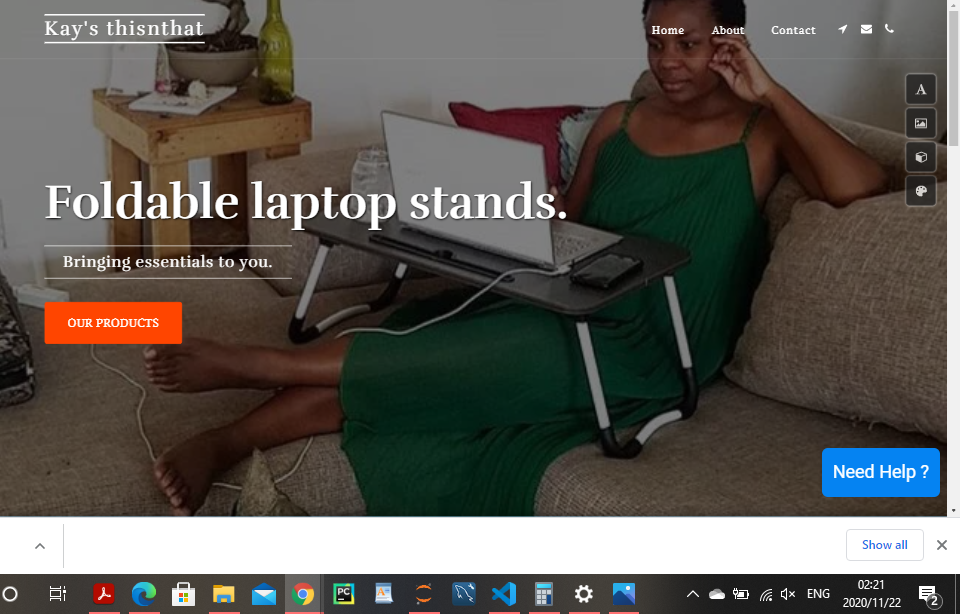 Kay's thisnthat
Home About Contact
A
Foldable laptop stands.
Bringing essentials to you.
OUR PRODUCTS
Need Help ?
Show all
PC
ENG
02:21
2020/11/22
2